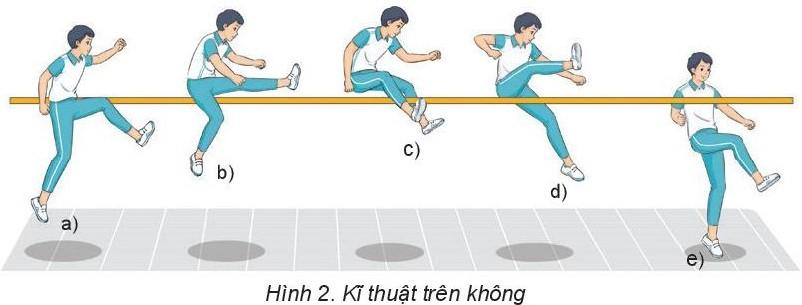 a)
b)
c)
d)
e)
Hình 2. Kĩ thuật trên không